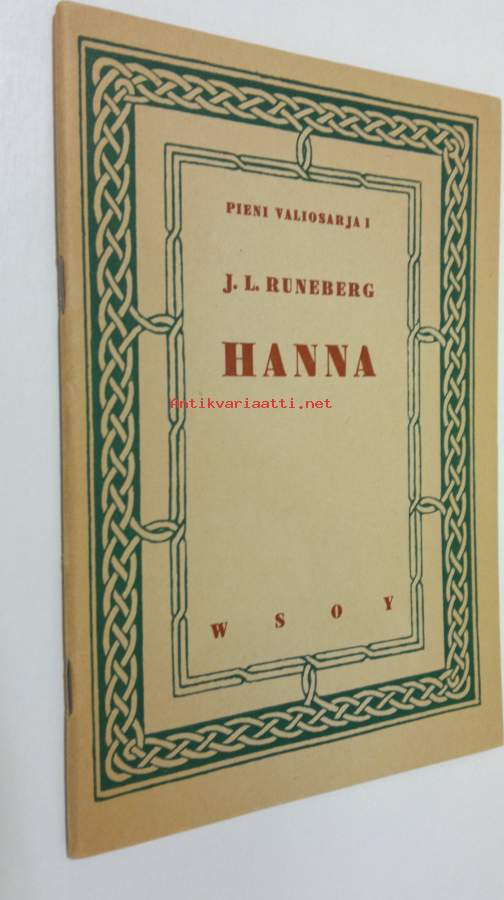 PIENI VALIOSARJA I
J. L. RUNEBERG
HANNA
Antikvariaatti.net
W S O Y